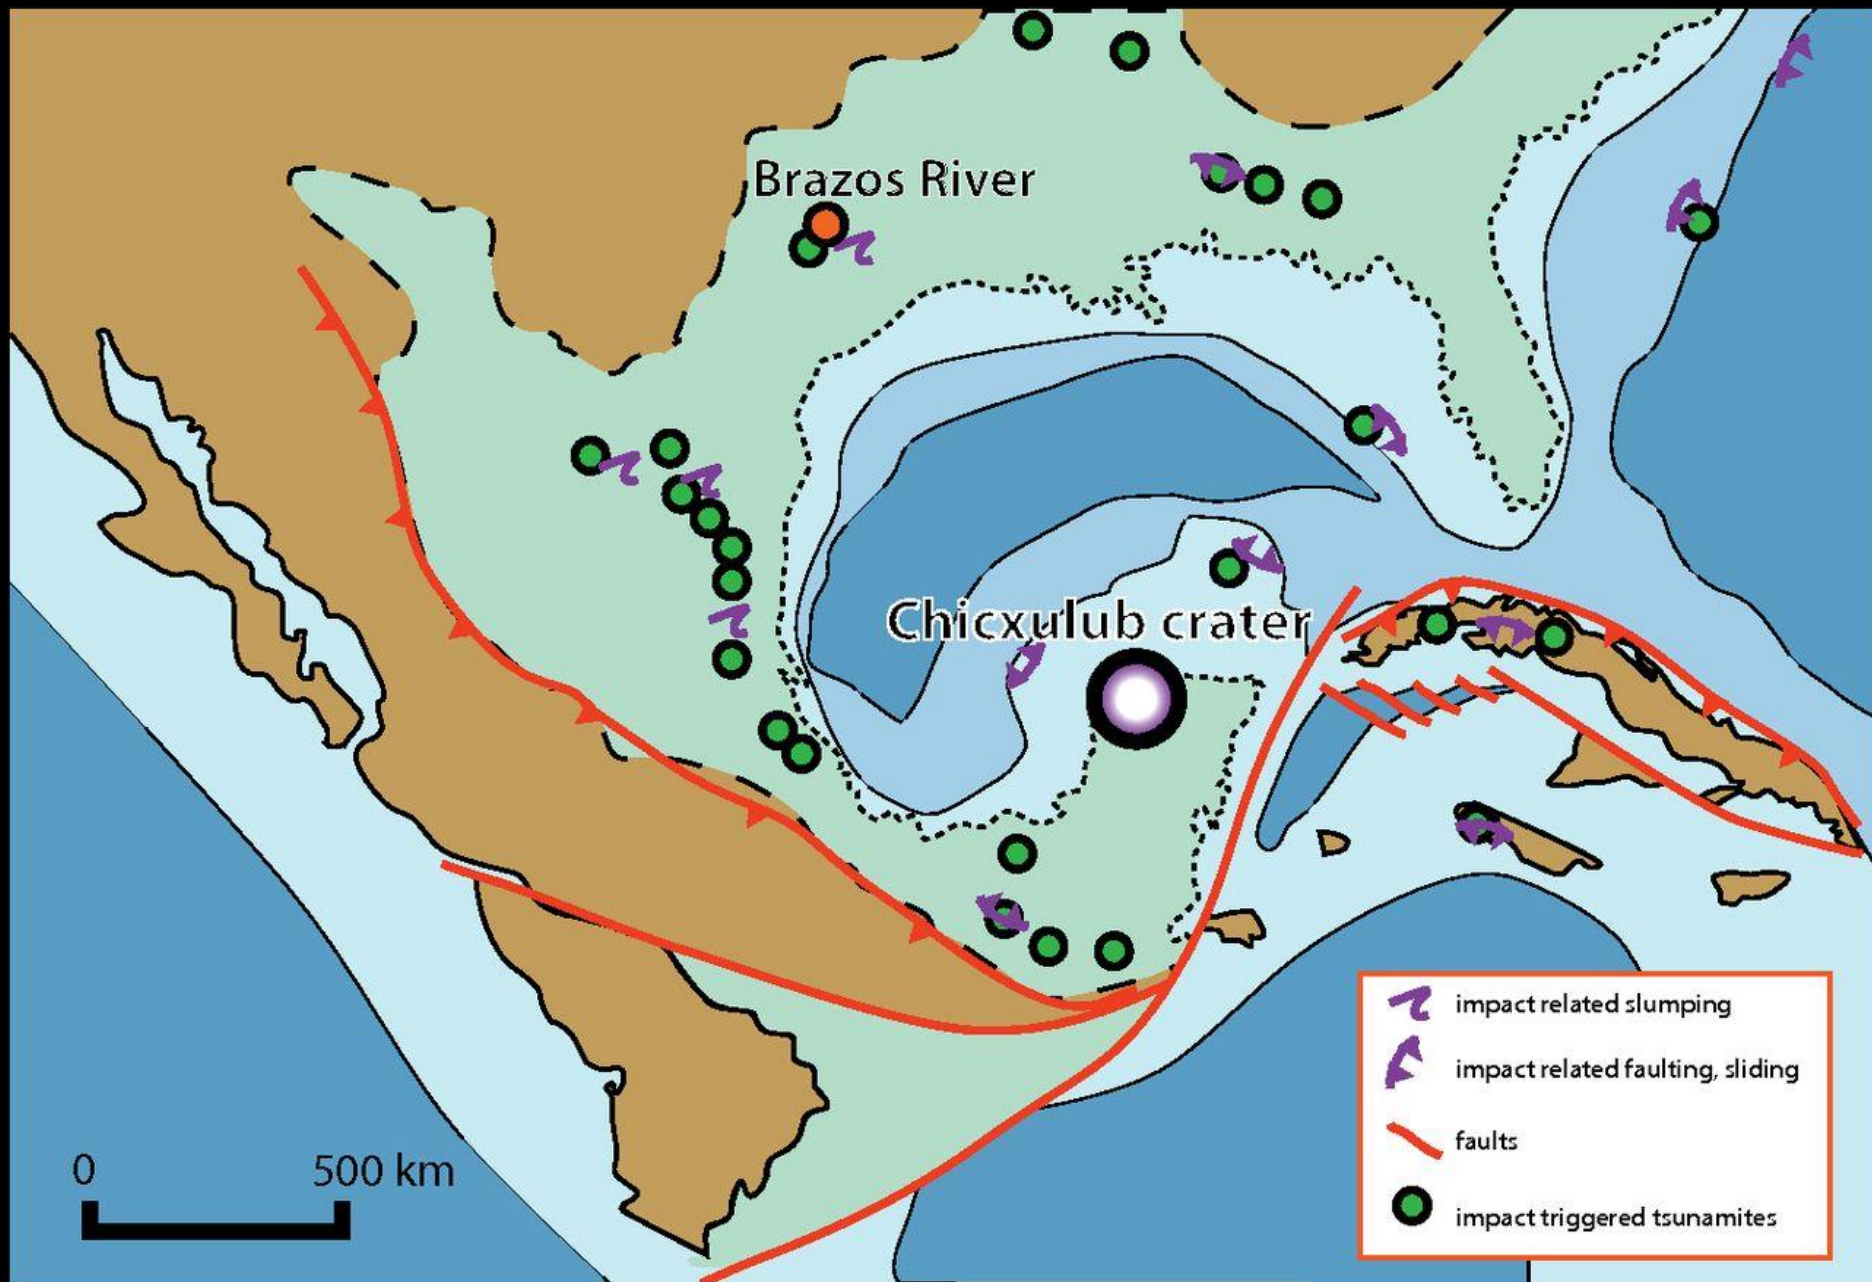 Brazos River
Chicxulub crater
0 500 km
impact related slumping
impact related faulting, sliding
faults
impact triggered tsunamites